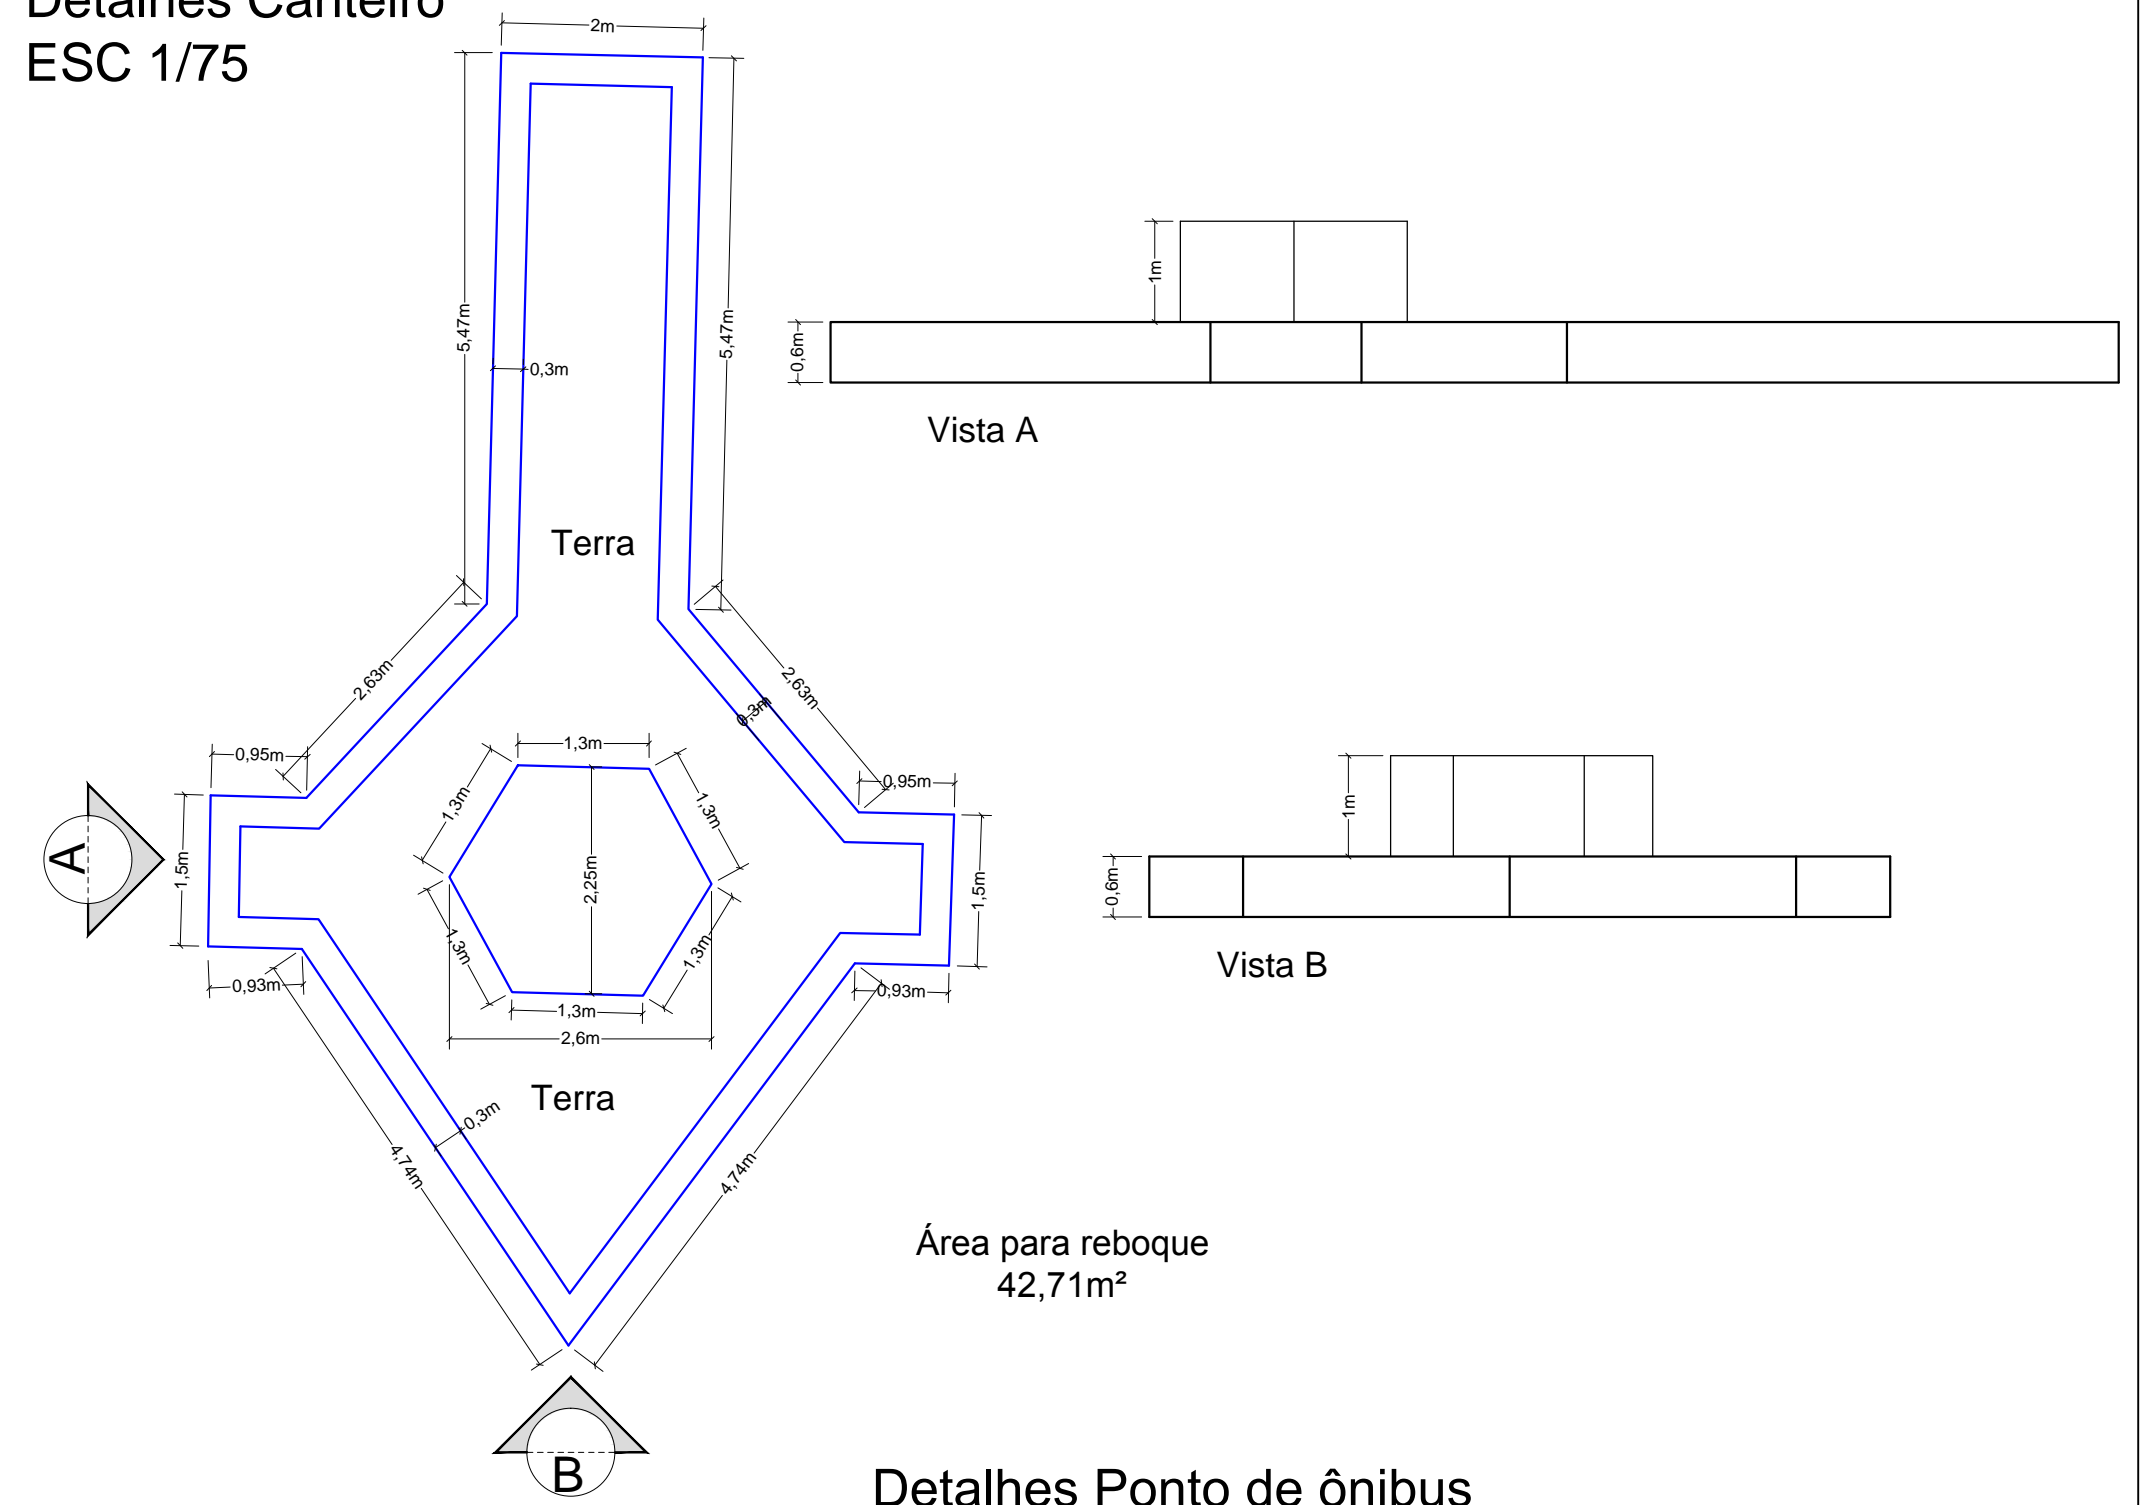 Detalhes Canteiro
ESC 1/75
2m
5,47m
5,47m
0,3m
1m
0,6m
Vista A
Terra
2,63m
2,63m
0,3m
0,95m
0,95m
1,3m
1,3m
1,3m
2,25m
1,5m
1,5m
A
1,3m
1,3m
1,3m
2,6m
0,93m
0,93m
1m
0,6m
Vista B
Terra
0,3m
4,74m
4,74m
Área para reboque
42,71m²
B
Detalhes Ponto de ônibus